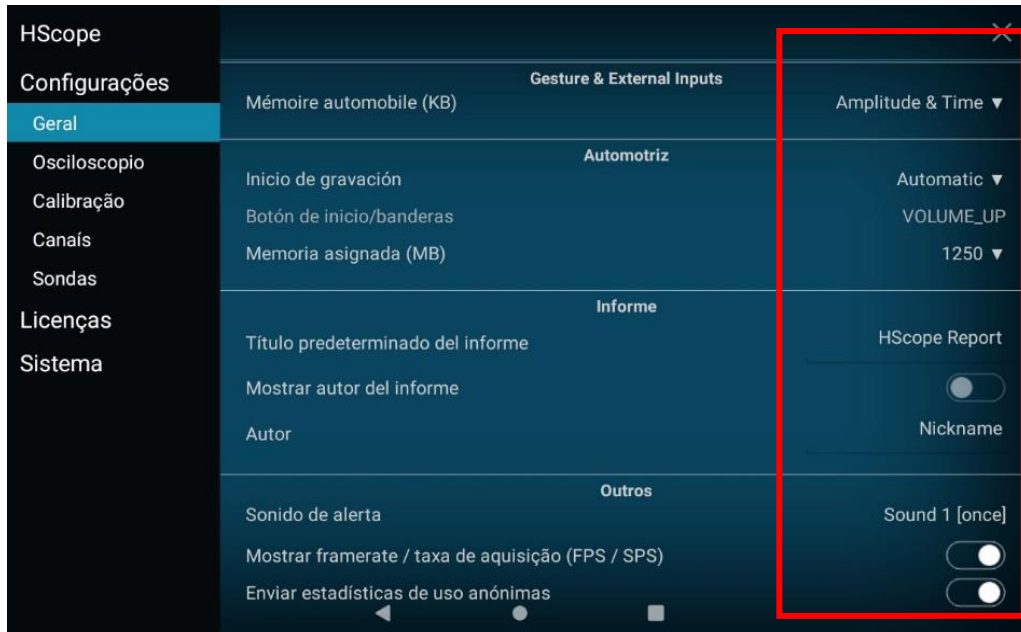 HScope
Configurações
Geral
Osciloscopio
Calibração
Canaís
Sondas
Licenças
Sistema
Gesture & External Inputs
Mémoire automobile (KB) Amplitude & Time ▼
Automotriz
Inicio de gravación Automatic ▼
Botón de inicio/banderas VOLUME_UP
Memoria asignada (MB) 1250 ▼
Informe
Título predeterminado del informe HScope Report
Mostrar autor del informe
Autor Nickname
Outros
Sonido de alerta Sound 1 [once]
Mostrar framerate / taxa de aquisição (FPS / SPS)
Enviar estadísticas de uso anónimas